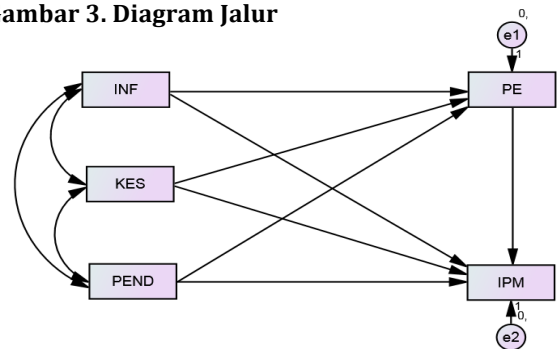 Gambar 3. Diagram Jalur
0,
e1
1
INF
PE
KES
PEND
IPM
1
0,
e2